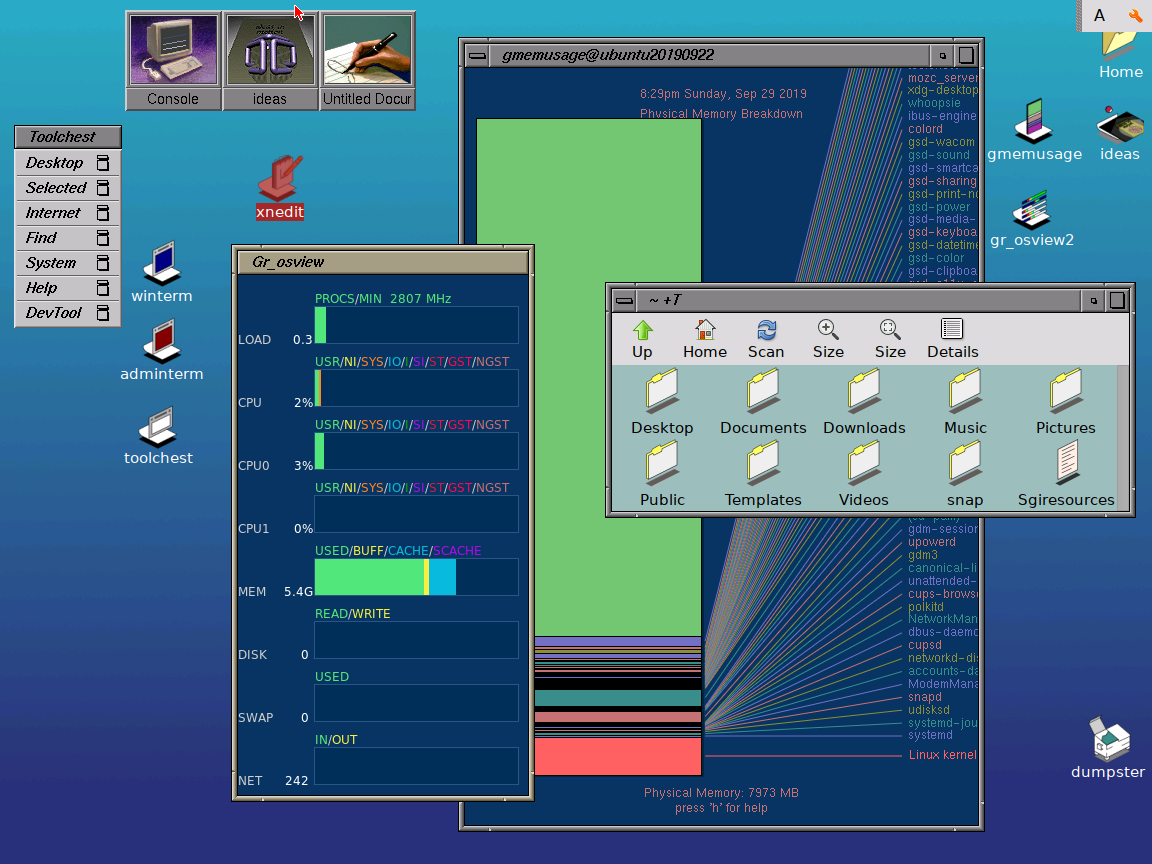 Console
ideas
Untitled Docur
A
Home
gmemusage
ideas
gr_osview2
dumpster
Toolchest
Desktop
Selected
Internet
Find
System
Help
DevTool
xnedit
winterm
adminterm
toolchest
gmemusage@ubuntu20190922
8:29pm Sunday, Sep 29 2019
Physical Memory Breakdown
mozc_server
xdg-desktop
whoopsie
ibus-engine
colord
gsd-wacom
gsd-sound
gsd-smartca
gsd-sharing
gsd-print-no
gsd-power
gsd-media-
gsd-keyboa
gsd-datetime
gsd-color
gsd-clipboa
gdm-session
upowerd
gdm3
canonical-li
unattended-
cups-brows
polkitd
NetworkMan
dbus-daemo
cupsd
networkd-dis
accounts-da
ModemMana
snapd
udisksd
systemd-jou
systemd
Linux kernel
Physical Memory: 7973 MB
press 'h' for help
Gr_osview
PROCS/MIN 2807 MHz
LOAD 0.3
USR/NI/SYS/IO/I/SI/ST/GST/NGST
CPU 2%
USR/NI/SYS/IO/I/SI/ST/GST/NGST
CPU0 3%
USR/NI/SYS/IO/I/SI/ST/GST/NGST
CPU1 0%
USED/BUFF/CACHE/SCACHE
MEM 5.4G
READ/WRITE
DISK 0
USED
SWAP 0
IN/OUT
NET 242
~ +T
Up Home Scan Size Size Details
Desktop Documents Downloads Music Pictures
Public Templates Videos snap Sgiresources